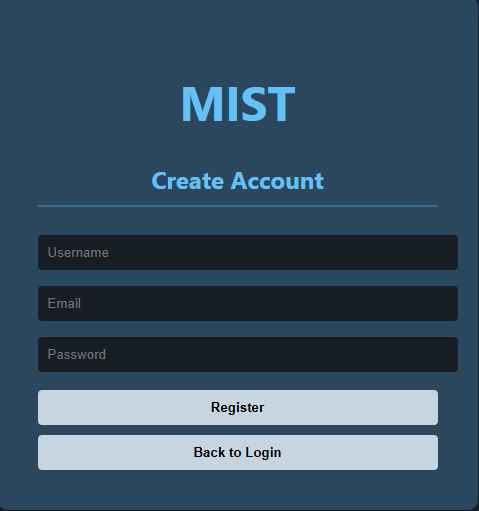 MIST
Create Account
Username
Email
Password
Register
Back to Login